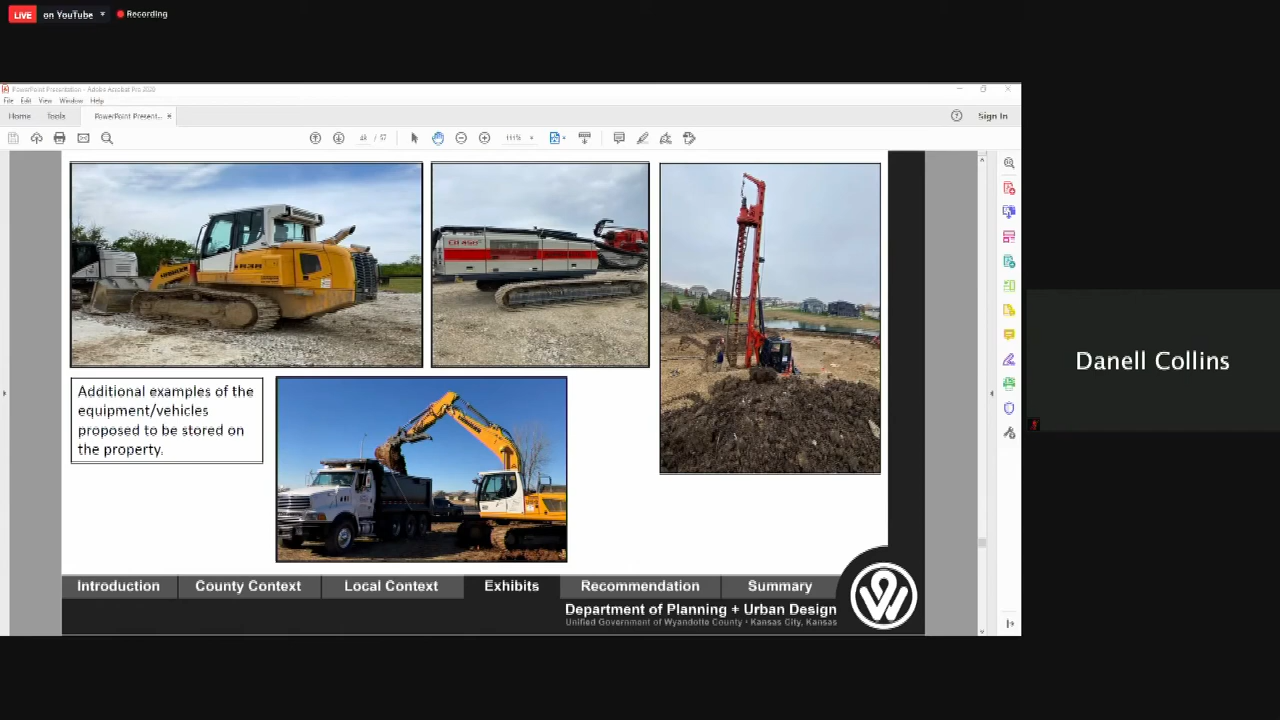 LIVE on YouTube Recording
PowerPoint Presentation - Adobe Acrobat Pro 2020
File Edit View Window Help
Home Tools PowerPoint Present... × Sign In
48 / 57 111%
Additional examples of the
equipment/vehicles
proposed to be stored on
the property.
Danell Collins
Introduction County Context Local Context Exhibits Recommendation Summary
Department of Planning + Urban Design
Unified Government of Wyandotte County • Kansas City, Kansas